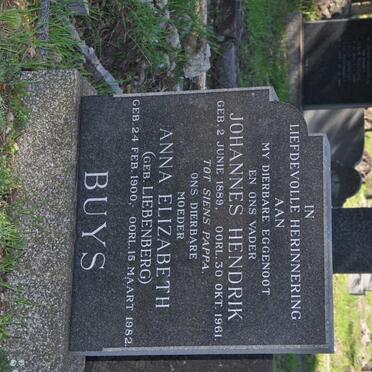 IN
LIEFDEVOLLE HERINNERING
AAN
MY DIERBARE EGGENOOT
EN ONS VADER
JOHANNES HENDRIK
GEB. 2 JUNIE 1889, OORL. 30 OKT. 1961
TOT SIENS PAPPA
ONS DIERBARE
MOEDER
ANNA ELIZABETH
(GEB. LIEBENBERG)
GEB. 24 FEB. 1900, OORL. 15 MAART 1982.
BUYS